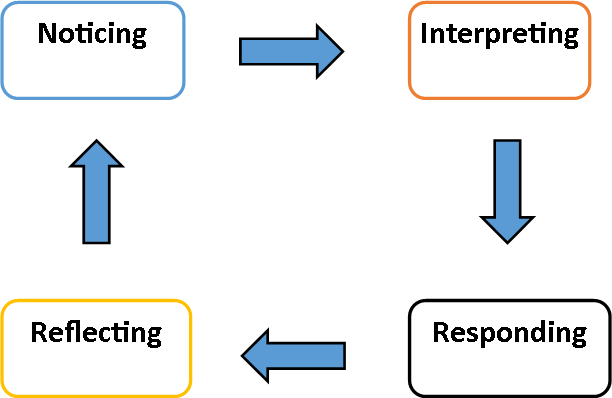 Noticing
Interpreting
Reflecting
Responding